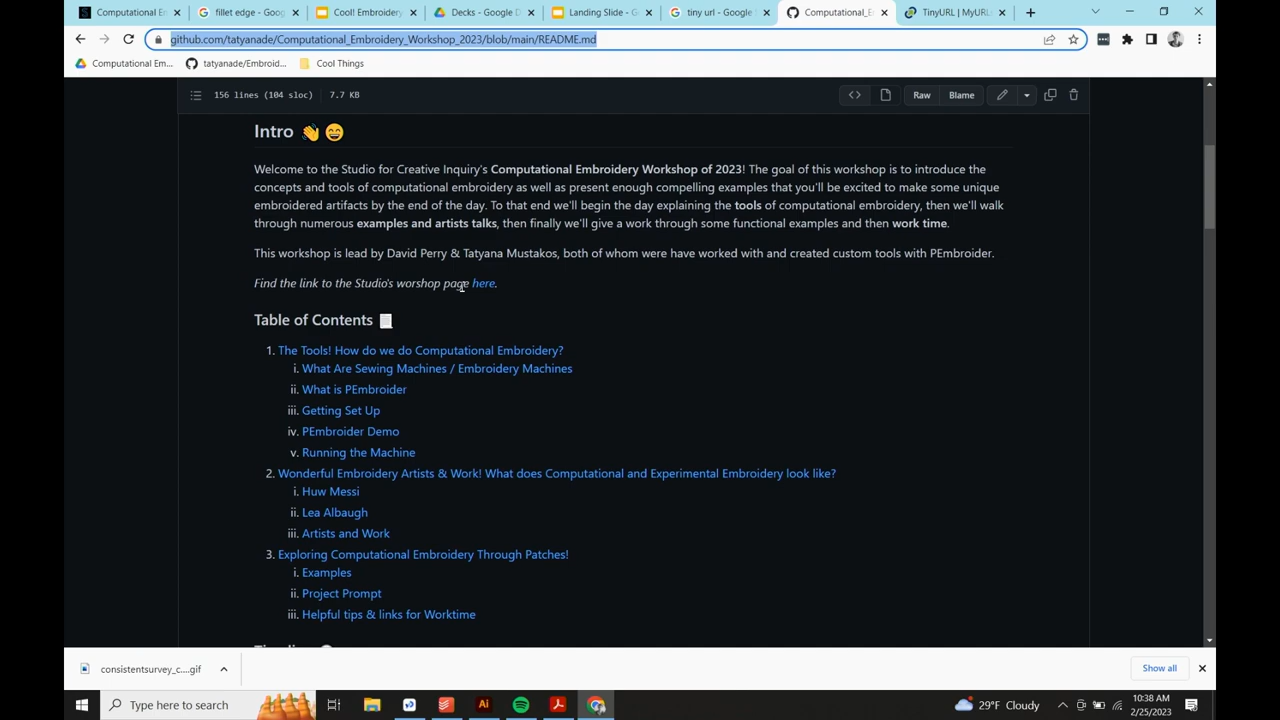 Computational Em
fillet edge - Goog
Cool! Embroidery
Decks - Google D
Landing Slide - Go
tiny url - Google
Computational_E
TinyURL | MyURL
github.com/tatyanade/Computational_Embroidery_Workshop_2023/blob/main/README.md
Computational Em...
tatyanade/Embroid...
Cool Things
156 lines (104 sloc) 7.7 KB
Raw Blame
Intro 👋 😄
Welcome to the Studio for Creative Inquiry's Computational Embroidery Workshop of 2023! The goal of this workshop is to introduce the
concepts and tools of computational embroidery as well as present enough compelling examples that you'll be excited to make some unique
embroidered artifacts by the end of the day. To that end we'll begin the day explaining the tools of computational embroidery, then we'll walk
through numerous examples and artists talks, then finally we'll give a work through some functional examples and then work time.
This workshop is lead by David Perry & Tatyana Mustakos, both of whom were have worked with and created custom tools with PEmbroider.
Find the link to the Studio's worshop page here.
Table of Contents
1. The Tools! How do we do Computational Embroidery?
i. What Are Sewing Machines / Embroidery Machines
ii. What is PEmbroider
iii. Getting Set Up
iv. PEmbroider Demo
v. Running the Machine
2. Wonderful Embroidery Artists & Work! What does Computational and Experimental Embroidery look like?
i. Huw Messi
ii. Lea Albaugh
iii. Artists and Work
3. Exploring Computational Embroidery Through Patches!
i. Examples
ii. Project Prompt
iii. Helpful tips & links for Worktime
consistentsurvey_c....gif
Show all
Type here to search
29°F Cloudy
10:38 AM
2/25/2023